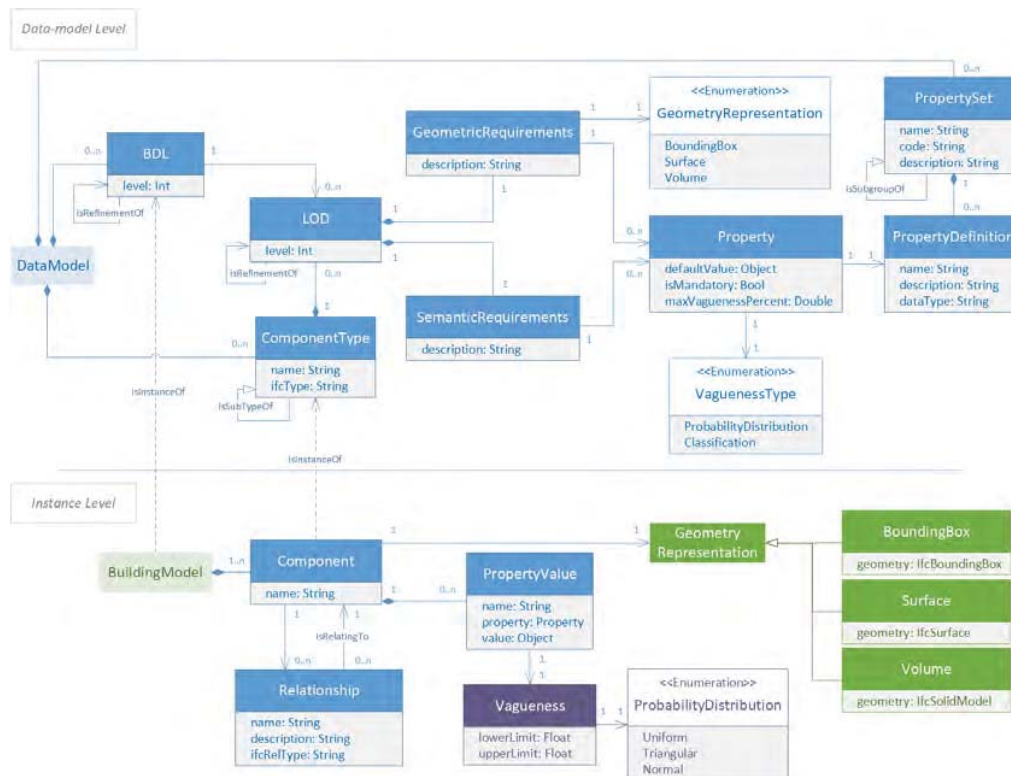 Data-model Level
0..n
<<Enumeration>>
GeometryRepresentation
BoundingBox
Surface
Volume
PropertySet
name: String
code: String
description: String
isSubgroupOf
1
0..n
GeometricRequirements
description: String
1
1
1
1
BDL
level: Int
0..n
1
isRefinementOf
0..n
LOD
level: Int
1
1
isRefinementOf
0..n
1
DataModel
0..n
0..n
Property
defaultValue: Object
isMandatory: Bool
maxVaguenessPercent: Double
1
1
PropertyDefinition
name: String
description: String
dataType: String
SemanticRequirements
description: String
1
1
0..n
ComponentType
name: String
ifcType: String
isSubTypeOf
1
1
<<Enumeration>>
VaguenessType
ProbabilityDistribution
Classification
isInstanceOf
isInstanceOf
Instance Level
BuildingModel
1..n
Component
name: String
1
1
Geometry
Representation
BoundingBox
geometry: IfcBoundingBox
Surface
geometry: IfcSurface
Volume
geometry: IfcSolidModel
1
0..n
PropertyValue
name: String
property: Property
value: Object
1
1
isRelatingTo
0..n
0..n
Relationship
name: String
description: String
ifcRelType: String
1
1
Vagueness
lowerLimit: Float
upperLimit: Float
1
1
<<Enumeration>>
ProbabilityDistribution
Uniform
Triangular
Normal